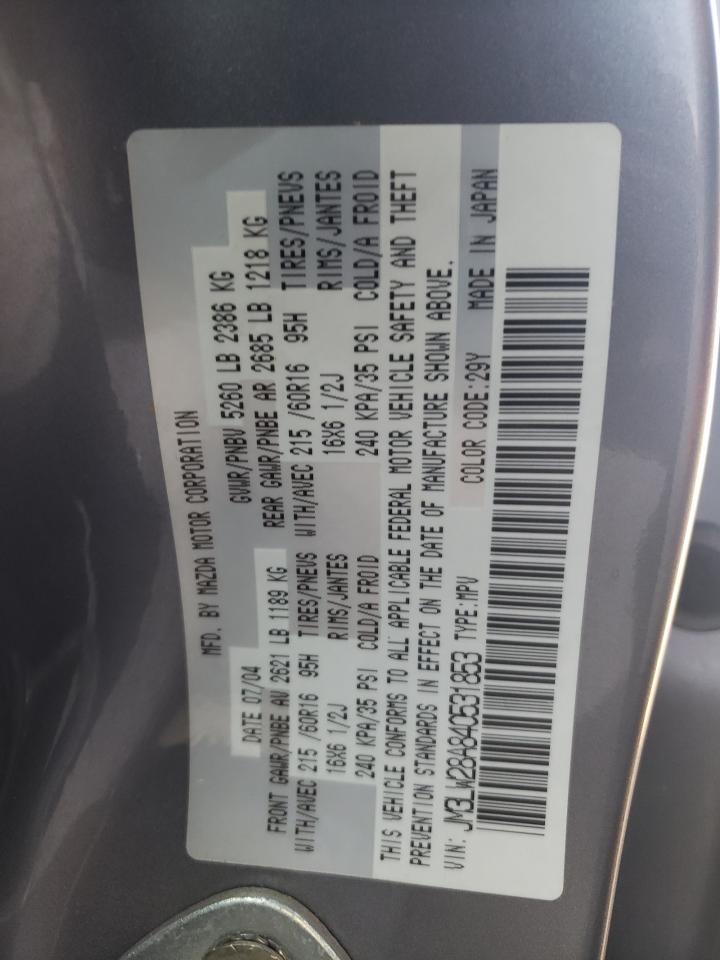 MFD. BY MAZDA MOTOR CORPORATION
DATE 07/04 GVWR/PNBV 5260 LB 2386 KG
FRONT GAWR/PNBE AV 2621 LB 1189 KG REAR GAWR/PNBE AR 2685 LB 1218 KG
WITH/AVEC 215 /60R16 95H TIRES/PNEUS WITH/AVEC 215 /60R16 95H TIRES/PNEUS
16X6 1/2J RIMS/JANTES 16X6 1/2J RIMS/JANTES
240 KPA/35 PSI COLD/A FROID 240 KPA/35 PSI COLD/A FROID
THIS VEHICLE CONFORMS TO ALL APPLICABLE FEDERAL MOTOR VEHICLE SAFETY AND THEFT
PREVENTION STANDARDS IN EFFECT ON THE DATE OF MANUFACTURE SHOWN ABOVE.
VIN: JM3LW28A840531853 TYPE:MPV COLOR CODE:29Y MADE IN JAPAN